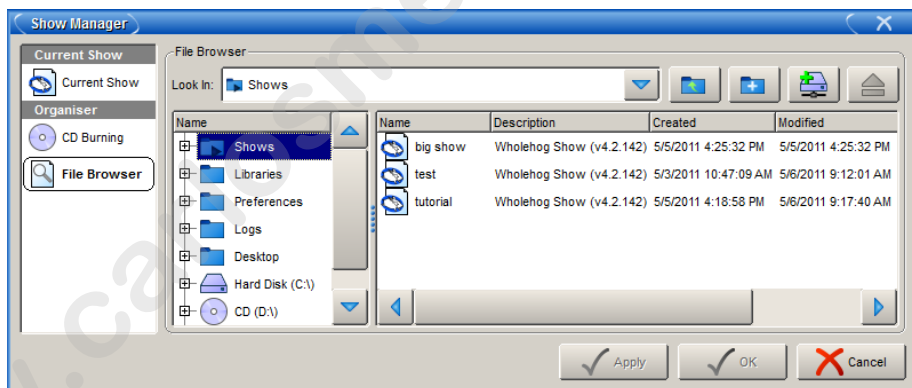 Show Manager
Current Show
Current Show
Organiser
CD Burning
File Browser
File Browser
Look In: Shows
Name
Shows
Libraries
Preferences
Logs
Desktop
Hard Disk (C:\)
CD (D:\)
Name Description Created Modified
big show Wholehog Show (v4.2.142) 5/5/2011 4:25:32 PM 5/5/2011 4:25:32 PM
test Wholehog Show (v4.2.142) 5/3/2011 10:47:09 AM 5/6/2011 9:12:01 AM
tutorial Wholehog Show (v4.2.142) 5/5/2011 4:18:58 PM 5/6/2011 9:17:40 AM
Apply OK Cancel